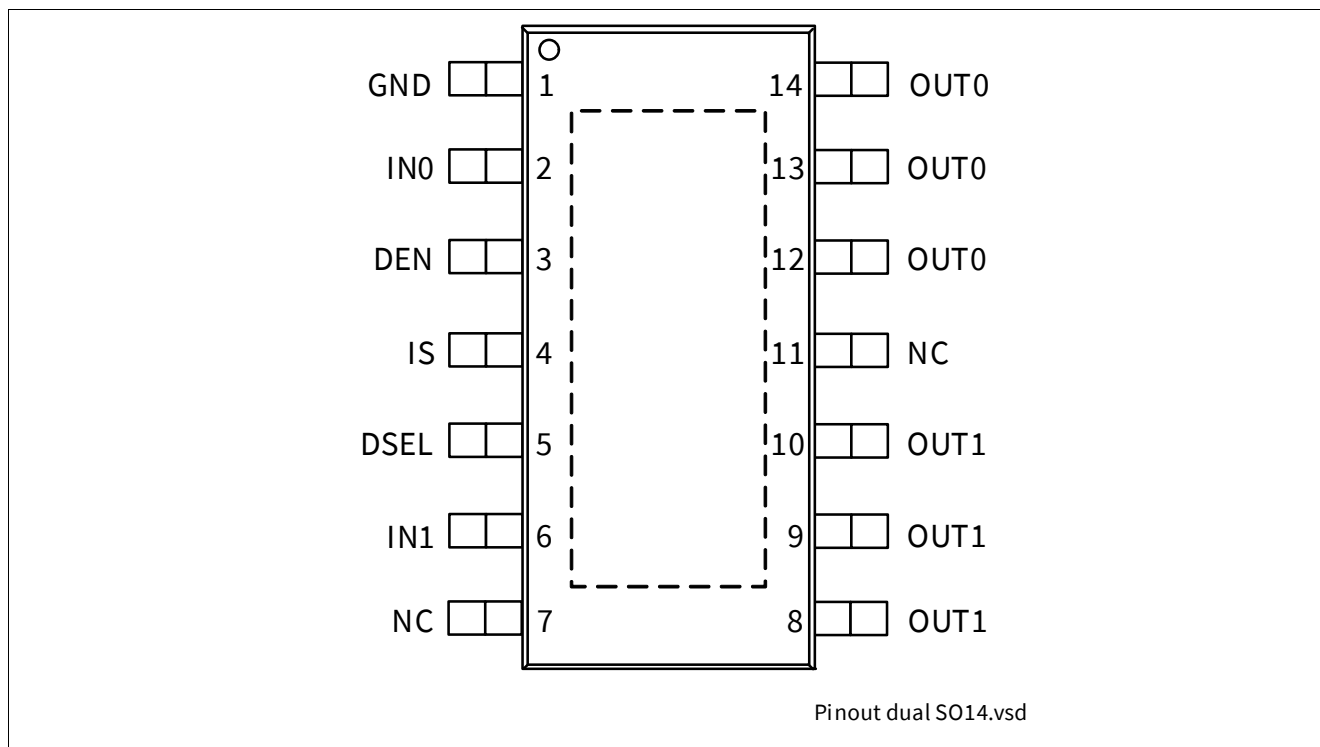 GND 1 14 OUT0
IN0 2 13 OUT0
DEN 3 12 OUT0
IS 4 11 NC
DSEL 5 10 OUT1
IN1 6 9 OUT1
NC 7 8 OUT1
Pinout dual SO14.vsd